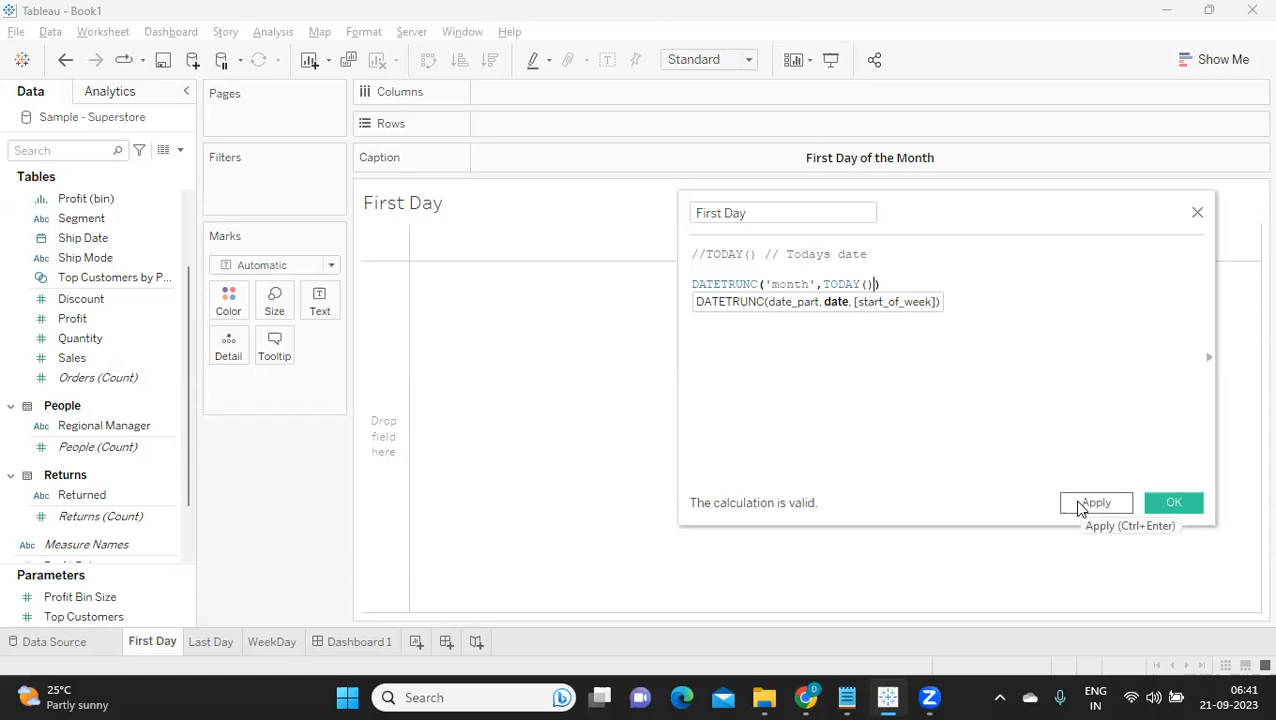 Tableau - Book1
File Data Worksheet Dashboard Story Analysis Map Format Server Window Help
Standard
Show Me
Data Analytics
Sample - Superstore
Search
Tables
Profit (bin)
Segment
Ship Date
Abc Ship Mode
Abc Top Customers by P...
Discount
Profit
Quantity
Sales
Orders (Count)
People
Abc Regional Manager
People (Count)
Returns
Abc Returned
Returns (Count)
Abc Measure Names
Parameters
Profit Bin Size
Top Customers
Pages
Filters
Marks
Automatic
Color Size Text
Detail Tooltip
Columns
Rows
Caption First Day of the Month
First Day
Drop
field
here
First Day
//TODAY() // Todays date
DATETRUNC('month',TODAY())
DATETRUNC(date_part, date, [start_of_week])
The calculation is valid.
Apply OK
Apply (Ctrl+Enter)
Data Source First Day Last Day WeekDay Dashboard 1
25°C
Partly sunny
Search
ENG
IN
06:41
21-09-2023